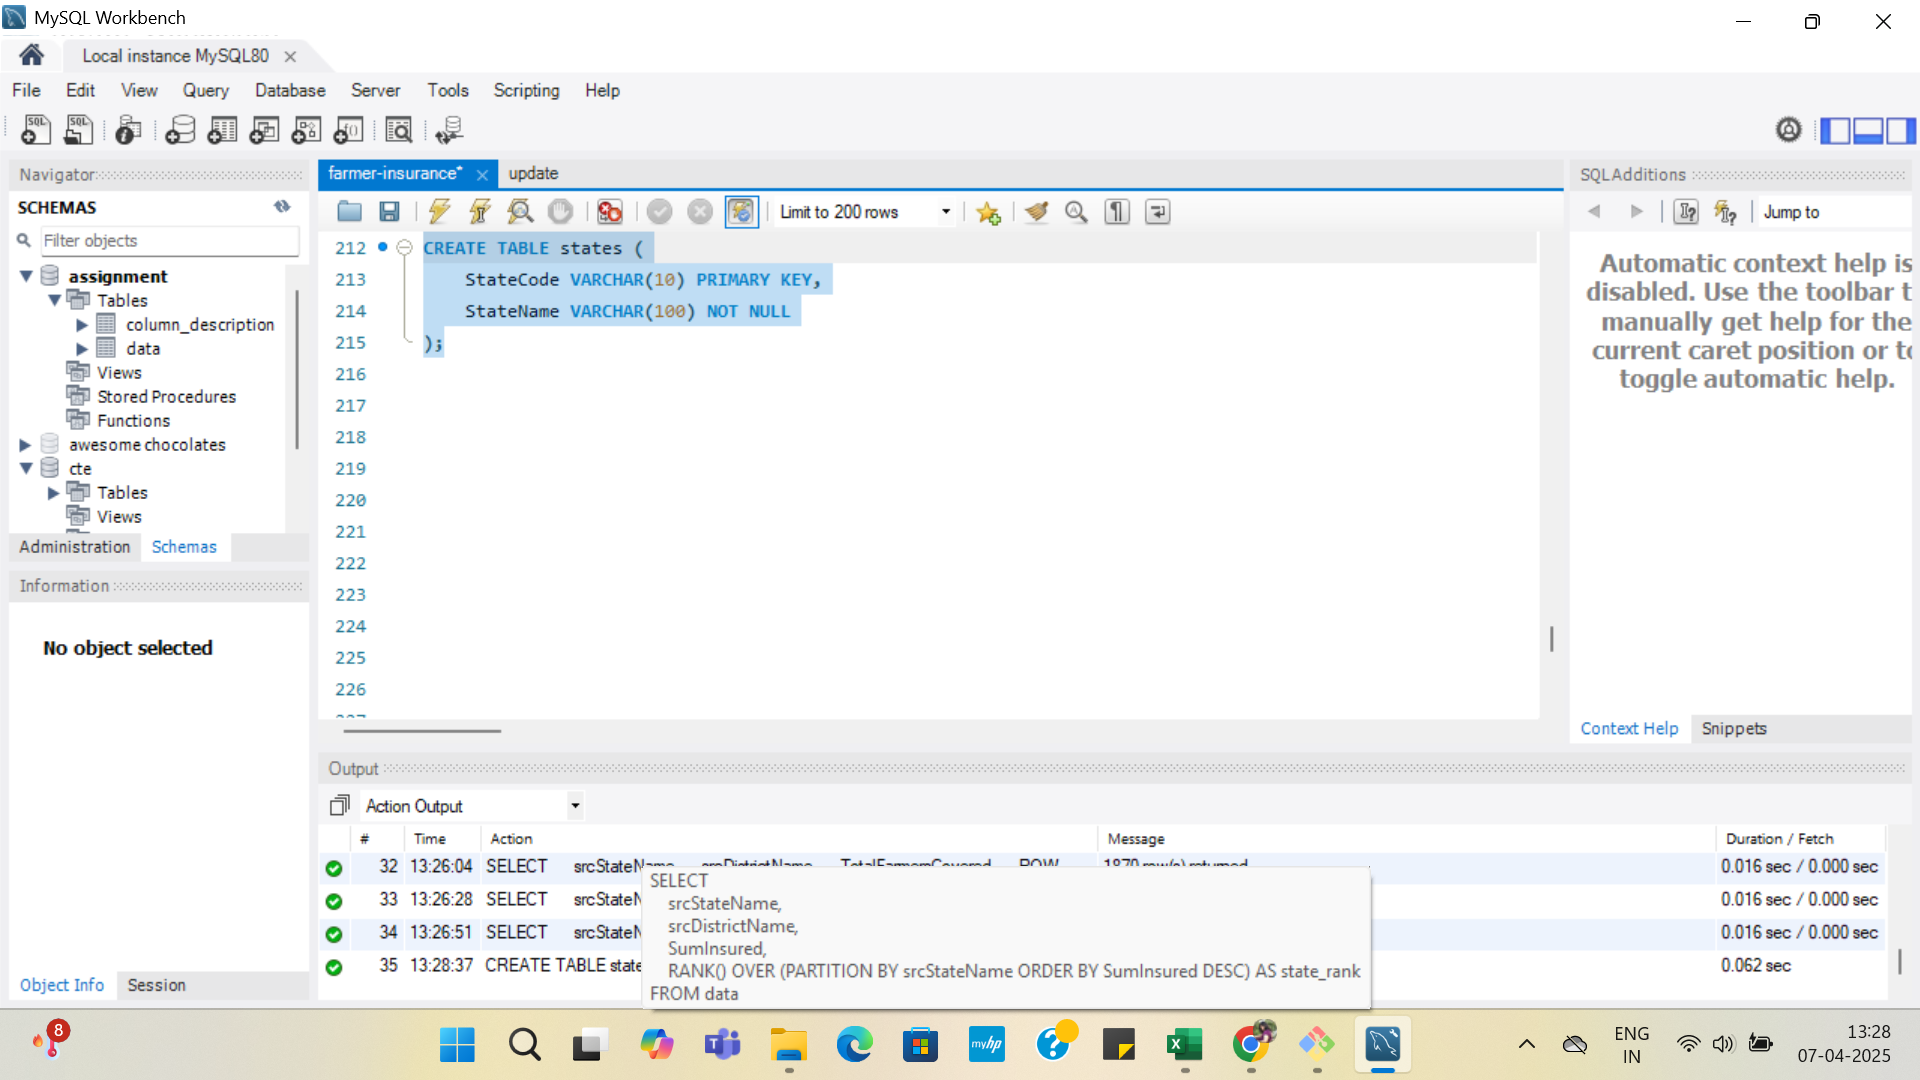 MySQL Workbench
Local instance MySQL80
File Edit View Query Database Server Tools Scripting Help
Navigator
SCHEMAS
Filter objects
assignment
Tables
column_description
data
Views
Stored Procedures
Functions
awesome chocolates
cte
Tables
Views
Administration Schemas
Information
No object selected
Object Info Session
farmer-insurance* update
Limit to 200 rows
212 CREATE TABLE states (
213 StateCode VARCHAR(10) PRIMARY KEY,
214 StateName VARCHAR(100) NOT NULL
215 );
216
217
218
219
220
221
222
223
224
225
226
SQLAdditions
Jump to
Automatic context help is
disabled. Use the toolbar t
manually get help for the
current caret position or to
toggle automatic help.
Context Help Snippets
Output
Action Output
# Time Action Message Duration / Fetch
32 13:26:04 SELECT srcStateName srcDistrictName TotalFarmersCovered ROW 1870 row(s) returned 0.016 sec / 0.000 sec
33 13:26:28 SELECT srcStateN 0.016 sec / 0.000 sec
34 13:26:51 SELECT srcStateN 0.016 sec / 0.000 sec
35 13:28:37 CREATE TABLE state 0.062 sec
SELECT
srcStateName,
srcDistrictName,
SumInsured,
RANK() OVER (PARTITION BY srcStateName ORDER BY SumInsured DESC) AS state_rank
FROM data
8
myhp
ENG
IN
13:28
07-04-2025